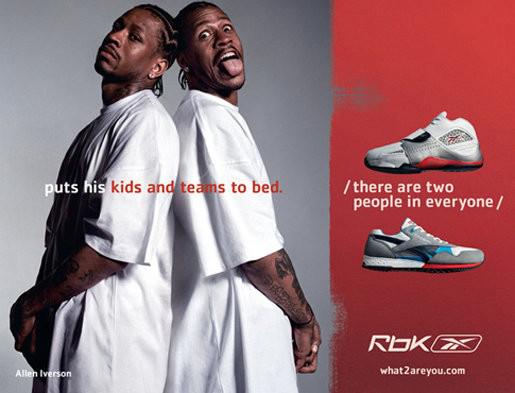 puts his kids and teams to bed.
/there are two
people in everyone/
Rbk
Allen Iverson
what2areyou.com